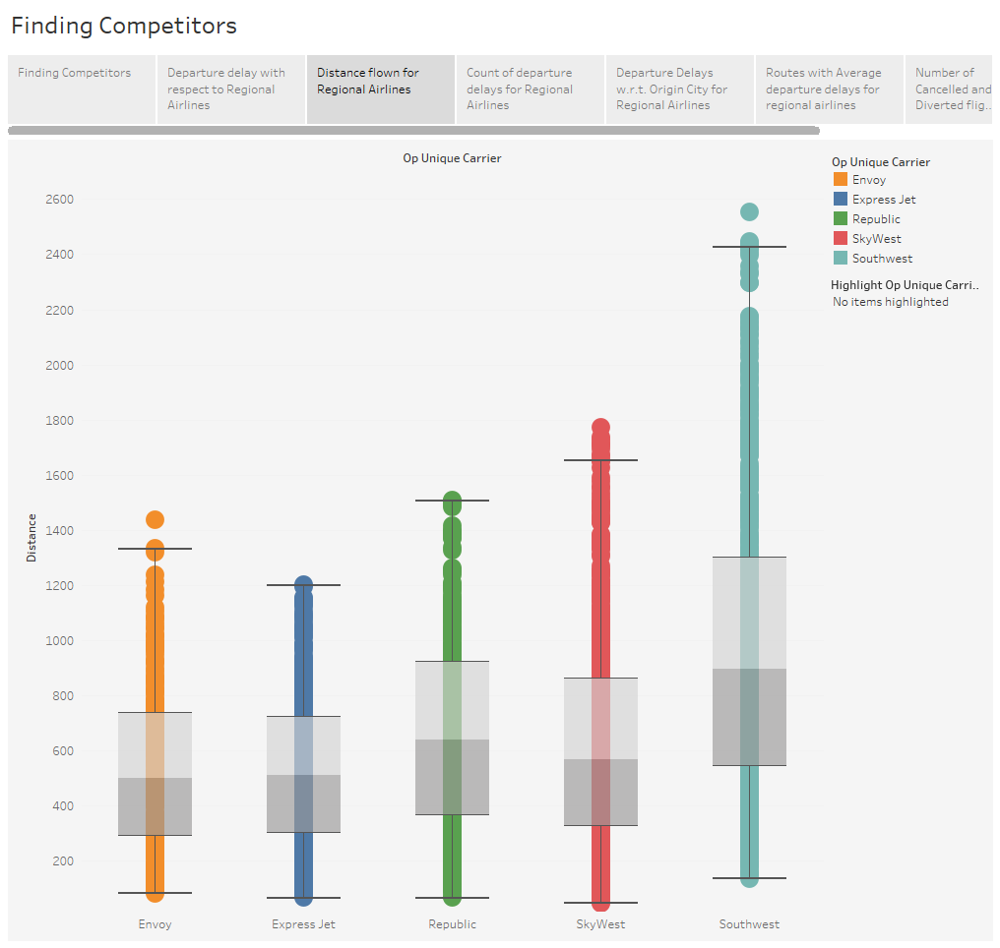 Finding Competitors
Finding Competitors
Departure delay with
respect to Regional
Airlines
Distance flown for
Regional Airlines
Count of departure
delays for Regional
Airlines
Departure Delays
w.r.t. Origin City for
Regional Airlines
Routes with Average
departure delays for
regional airlines
Number of
Cancelled and
Diverted flig..
Op Unique Carrier
2600
2400
2200
2000
1800
1600
1400
1200
1000
800
600
400
200
Distance
Envoy
Express Jet
Republic
SkyWest
Southwest
Op Unique Carrier
Envoy
Express Jet
Republic
SkyWest
Southwest
Highlight Op Unique Carri..
No items highlighted